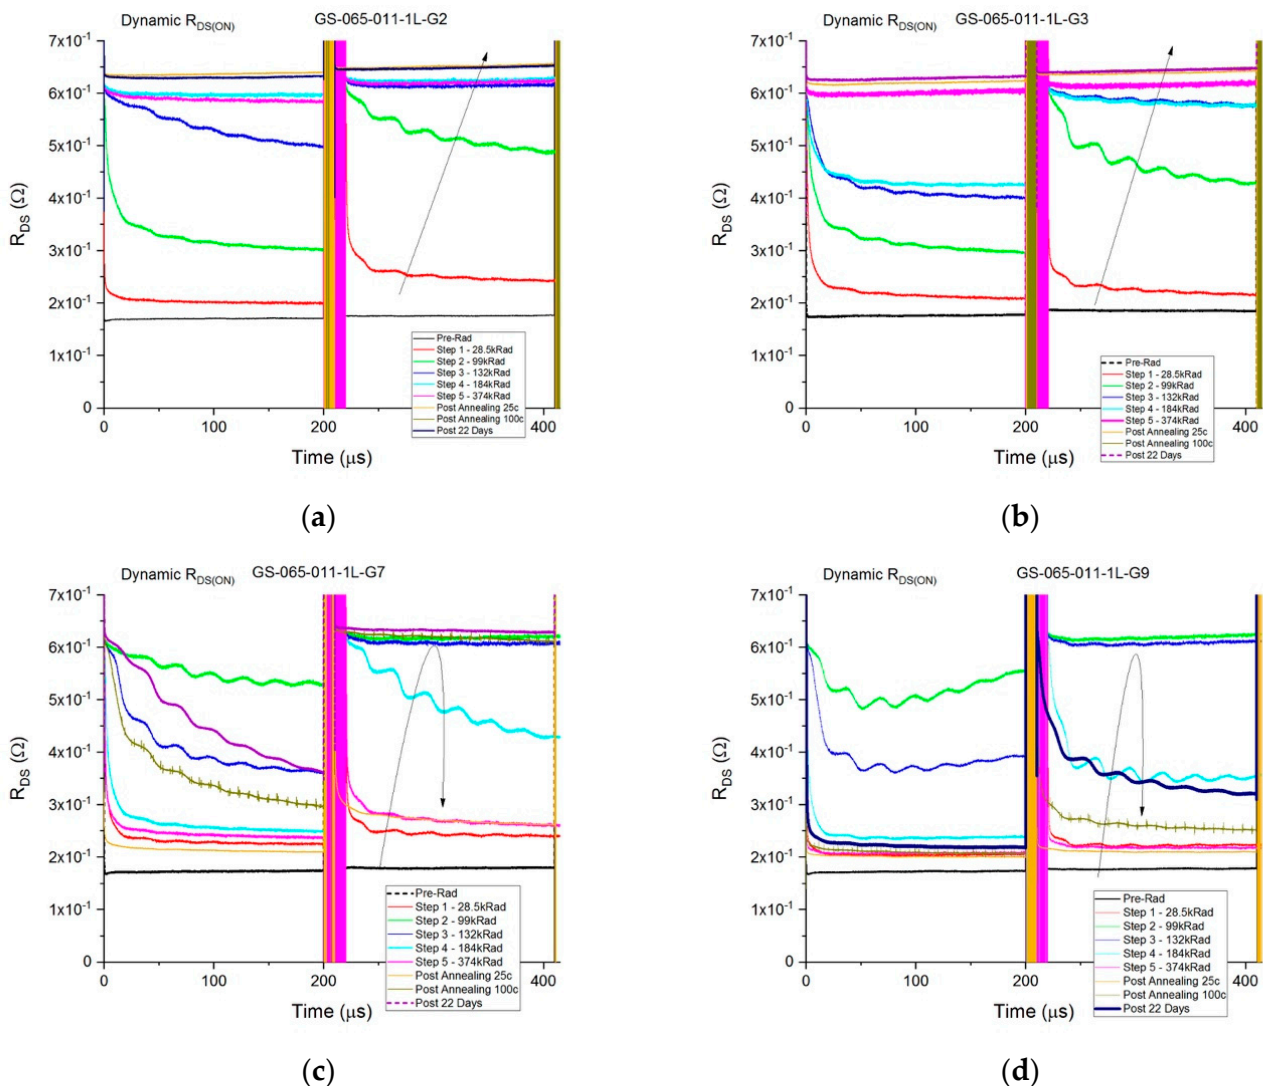 Dynamic R_DS(ON) GS-065-011-1L-G2
7x10⁻¹
6x10⁻¹
5x10⁻¹
4x10⁻¹
3x10⁻¹
2x10⁻¹
1x10⁻¹
0
R_DS (Ω)
0 100 200 400
Time (μs)
Pre-Rad
Step 1 - 28.5kRad
Step 2 - 99kRad
Step 3 - 132kRad
Step 4 - 184kRad
Step 5 - 374kRad
Post Annealing 25c
Post Annealing 100c
Post 22 Days
(a)
Dynamic R_DS(ON) GS-065-011-1L-G3
7x10⁻¹
6x10⁻¹
5x10⁻¹
4x10⁻¹
3x10⁻¹
2x10⁻¹
1x10⁻¹
0
R_DS (Ω)
0 100 200 400
Time (μs)
Pre-Rad
Step 1 - 28.5kRad
Step 2 - 99kRad
Step 3 - 132kRad
Step 4 - 184kRad
Step 5 - 374kRad
Post Annealing 25c
Post Annealing 100c
Post 22 Days
(b)
Dynamic R_DS(ON) GS-065-011-1L-G7
7x10⁻¹
6x10⁻¹
5x10⁻¹
4x10⁻¹
3x10⁻¹
2x10⁻¹
1x10⁻¹
0
R_DS (Ω)
0 100 200 400
Time (μs)
Pre-Rad
Step 1 - 28.5kRad
Step 2 - 99kRad
Step 3 - 132kRad
Step 4 - 184kRad
Step 5 - 374kRad
Post Annealing 25c
Post Annealing 100c
Post 22 Days
(c)
Dynamic R_DS(ON) GS-065-011-1L-G9
7x10⁻¹
6x10⁻¹
5x10⁻¹
4x10⁻¹
3x10⁻¹
2x10⁻¹
1x10⁻¹
0
R_DS (Ω)
0 100 200 400
Time (μs)
Pre-Rad
Step 1 - 28.5kRad
Step 2 - 99kRad
Step 3 - 132kRad
Step 4 - 184kRad
Step 5 - 374kRad
Post Annealing 25c
Post Annealing 100c
Post 22 Days
(d)